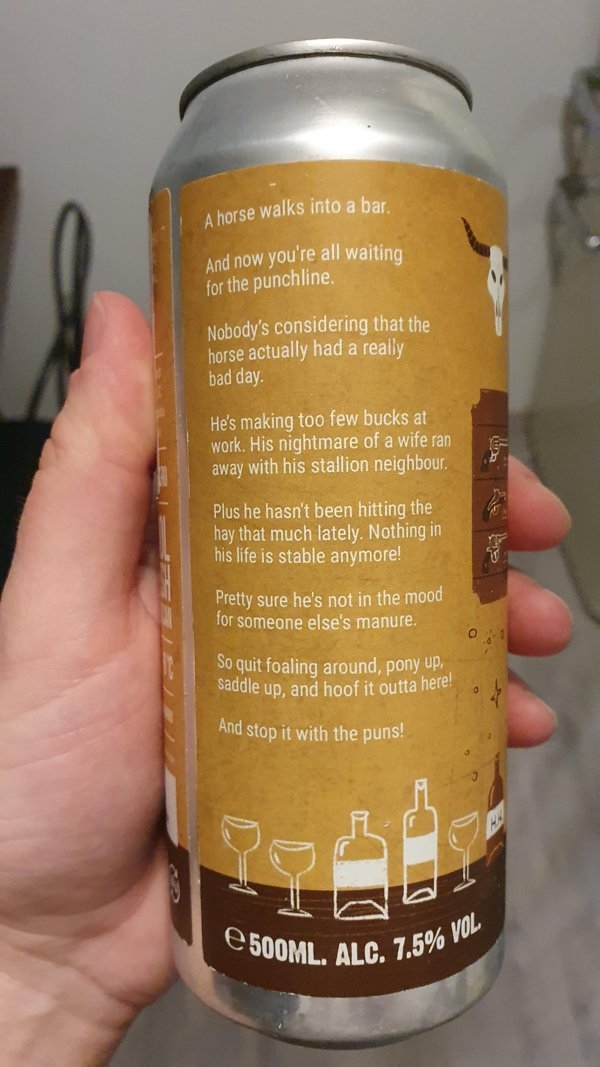 A horse walks into a bar.
And now you're all waiting
for the punchline.
Nobody's considering that the
horse actually had a really
bad day.
He's making too few bucks at
work. His nightmare of a wife ran
away with his stallion neighbour.
Plus he hasn't been hitting the
hay that much lately. Nothing in
his life is stable anymore!
Pretty sure he's not in the mood
for someone else's manure.
So quit foaling around, pony up,
saddle up, and hoof it outta here!
And stop it with the puns!
H.H
e 500ML. ALC. 7.5% VOL.